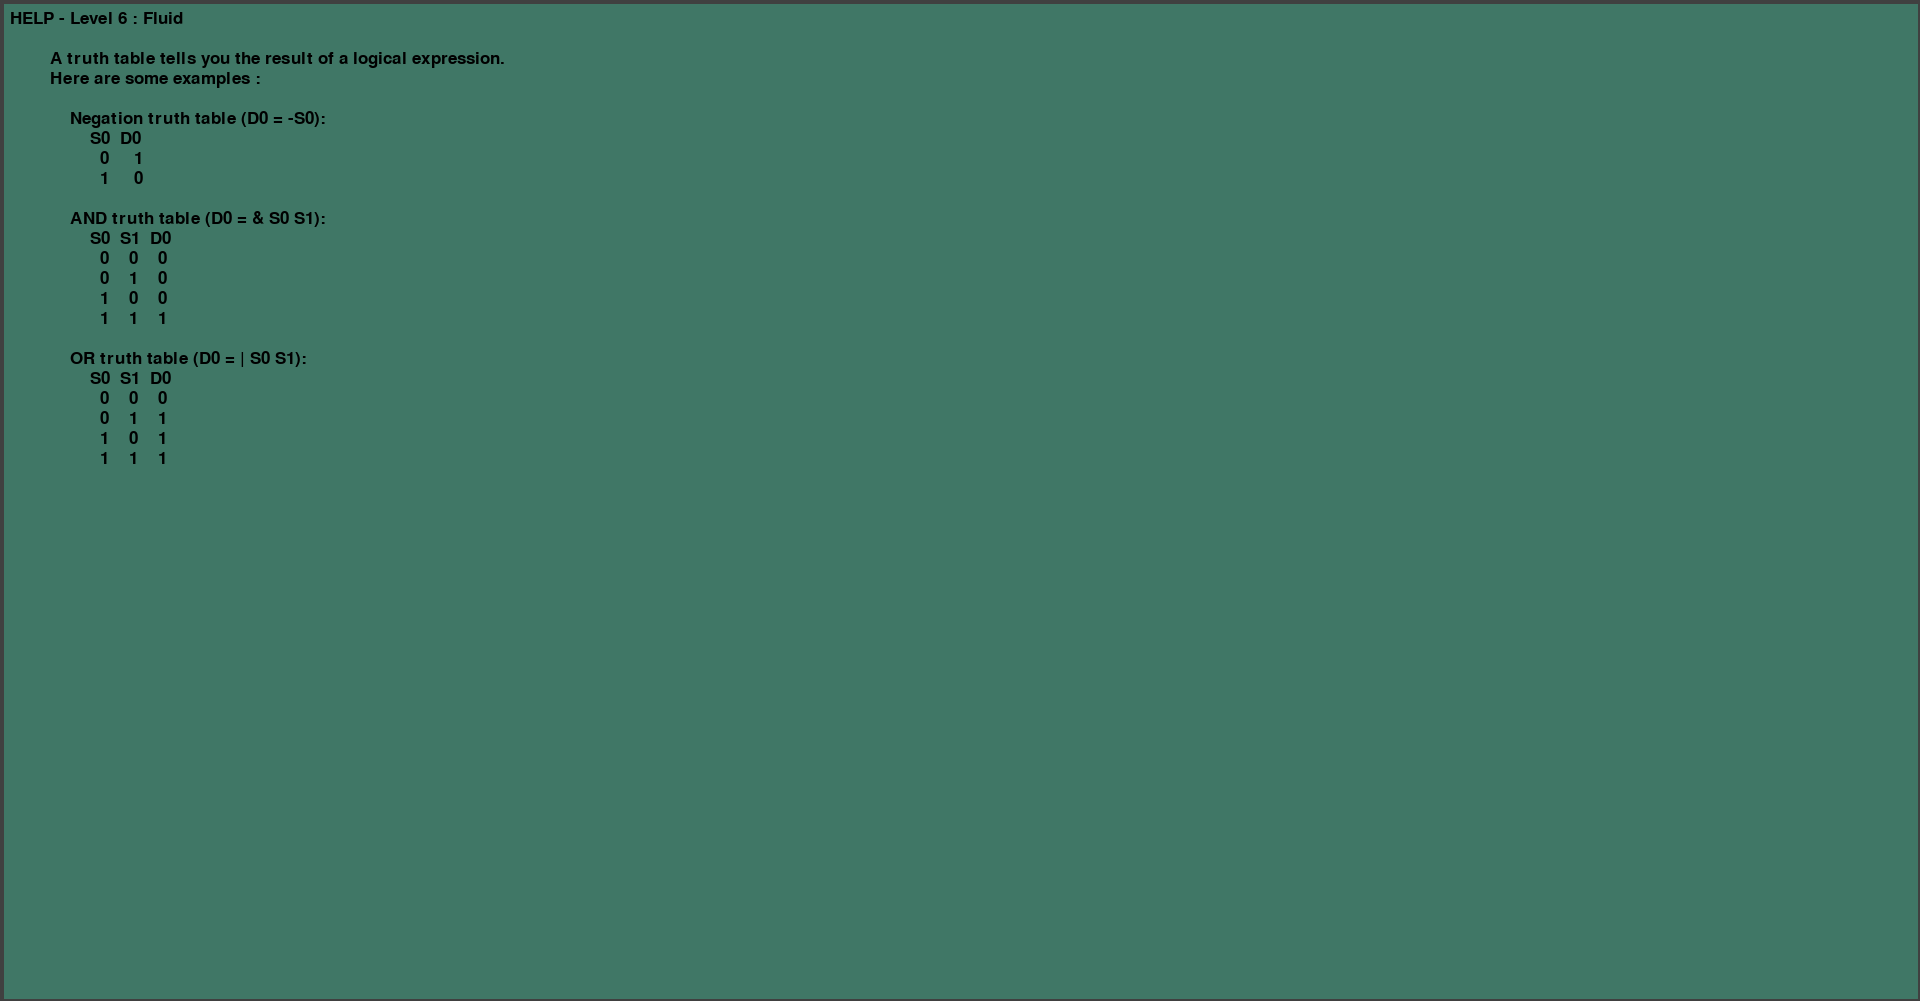 HELP - Level 6 : Fluid
A truth table tells you the result of a logical expression.
Here are some examples :
Negation truth table (D0 = -S0):
S0 D0
0 1
1 0
AND truth table (D0 = & S0 S1):
S0 S1 D0
0 0 0
0 1 0
1 0 0
1 1 1
OR truth table (D0 = | S0 S1):
S0 S1 D0
0 0 0
0 1 1
1 0 1
1 1 1